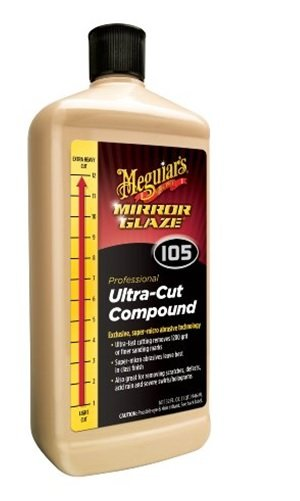 EXTRA HEAVY
CUT
12
11
10
9
8
7
6
5
4
3
2
1
LIGHT
CUT
Meguiar's
MIRROR
GLAZE
105
Professional
Ultra-Cut
Compound
Exclusive, super-micro abrasive technology
• Ultra-fast cutting removes 1200 grit
or finer sanding marks
• Super-micro abrasives leave best
in class finish
• Also great for removing scratches, defects,
acid rain and severe swirls/holograms
CAUTION: